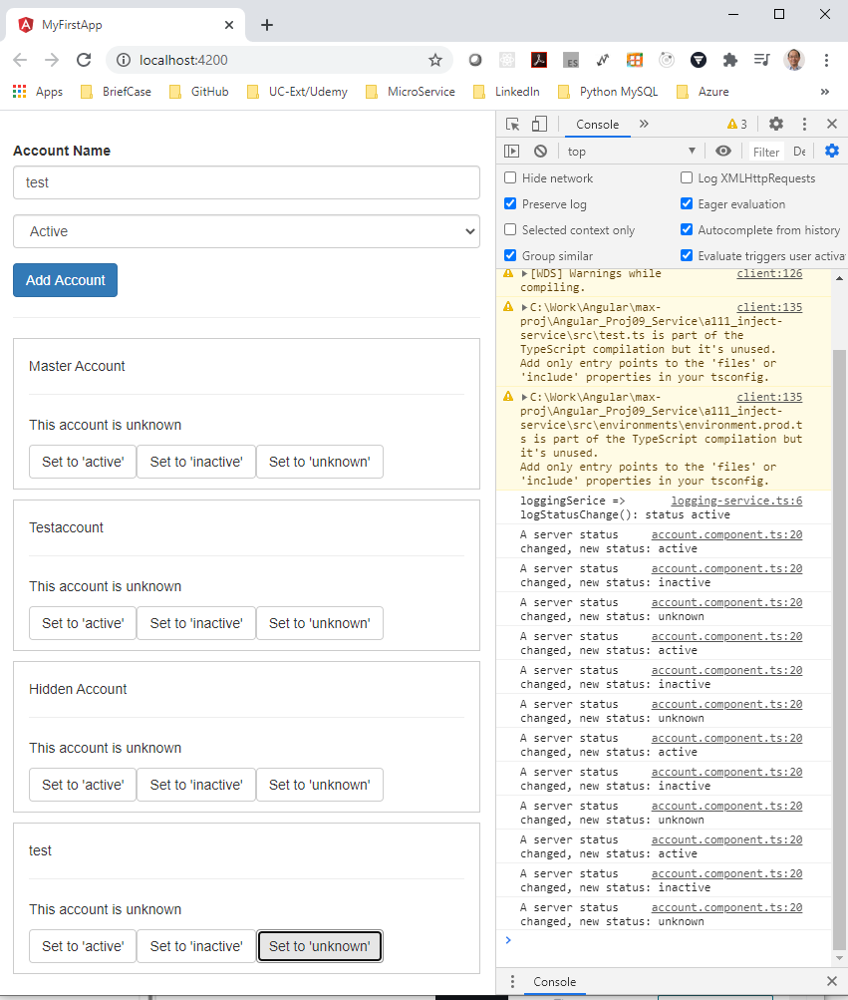 MyFirstApp
localhost:4200
ES
Apps
BriefCase
GitHub
UC-Ext/Udemy
MicroService
LinkedIn
Python MySQL
Azure
»
Account Name
test
Active
Add Account
Master Account
This account is unknown
Set to 'active'
Set to 'inactive'
Set to 'unknown'
Testaccount
This account is unknown
Set to 'active'
Set to 'inactive'
Set to 'unknown'
Hidden Account
This account is unknown
Set to 'active'
Set to 'inactive'
Set to 'unknown'
test
This account is unknown
Set to 'active'
Set to 'inactive'
Set to 'unknown'
Console
»
3
top
Filter
De
Hide network
Log XMLHttpRequests
Preserve log
Eager evaluation
Selected context only
Autocomplete from history
Group similar
Evaluate triggers user activa
[WDS] Warnings while client:126
compiling.
C:\Work\Angular\max- client:135
proj\Angular_Proj09_Service\a111_inject-
service\src\test.ts is part of the
TypeScript compilation but it's unused.
Add only entry points to the 'files' or
'include' properties in your tsconfig.
C:\Work\Angular\max- client:135
proj\Angular_Proj09_Service\a111_inject-
service\src\environments\environment.prod.t
s is part of the TypeScript compilation but
it's unused.
Add only entry points to the 'files' or
'include' properties in your tsconfig.
loggingSerice => logging-service.ts:6
logStatusChange(): status active
A server status account.component.ts:20
changed, new status: active
A server status account.component.ts:20
changed, new status: inactive
A server status account.component.ts:20
changed, new status: unknown
A server status account.component.ts:20
changed, new status: active
A server status account.component.ts:20
changed, new status: inactive
A server status account.component.ts:20
changed, new status: unknown
A server status account.component.ts:20
changed, new status: active
A server status account.component.ts:20
changed, new status: inactive
A server status account.component.ts:20
changed, new status: unknown
A server status account.component.ts:20
changed, new status: active
A server status account.component.ts:20
changed, new status: inactive
A server status account.component.ts:20
changed, new status: unknown
Console